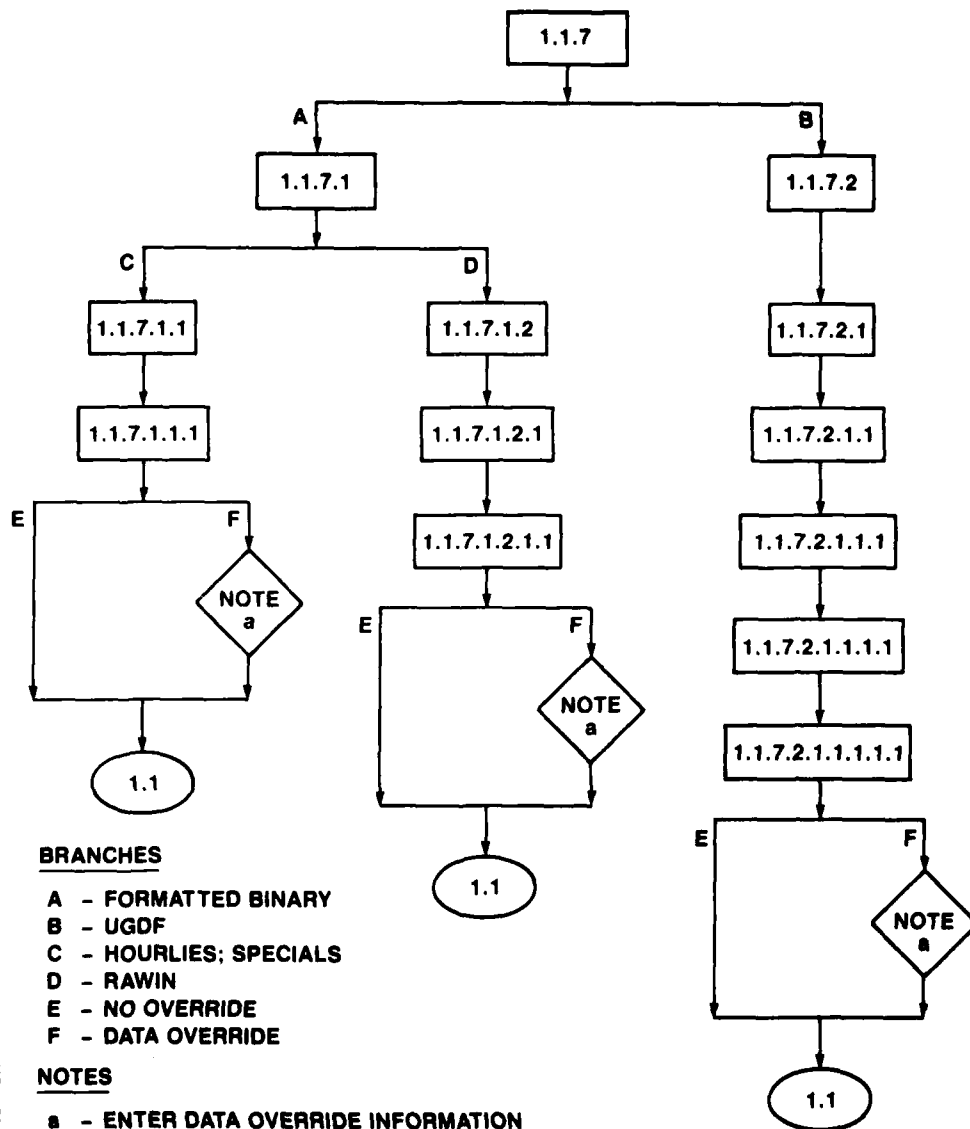 1.1.7
A B
1.1.7.1 1.1.7.2
C D
1.1.7.1.1 1.1.7.1.2 1.1.7.2.1
1.1.7.1.1.1 1.1.7.1.2.1 1.1.7.2.1.1
E F
1.1.7.1.2.1.1 1.1.7.2.1.1.1
NOTE
a
E F
1.1.7.2.1.1.1.1
NOTE
a
1.1.7.2.1.1.1.1.1
1.1
E F
BRANCHES
1.1
A - FORMATTED BINARY
B - UGDF
C - HOURLIES; SPECIALS
D - RAWIN
E - NO OVERRIDE
F - DATA OVERRIDE
NOTE
a
NOTES
1.1
a - ENTER DATA OVERRIDE INFORMATION